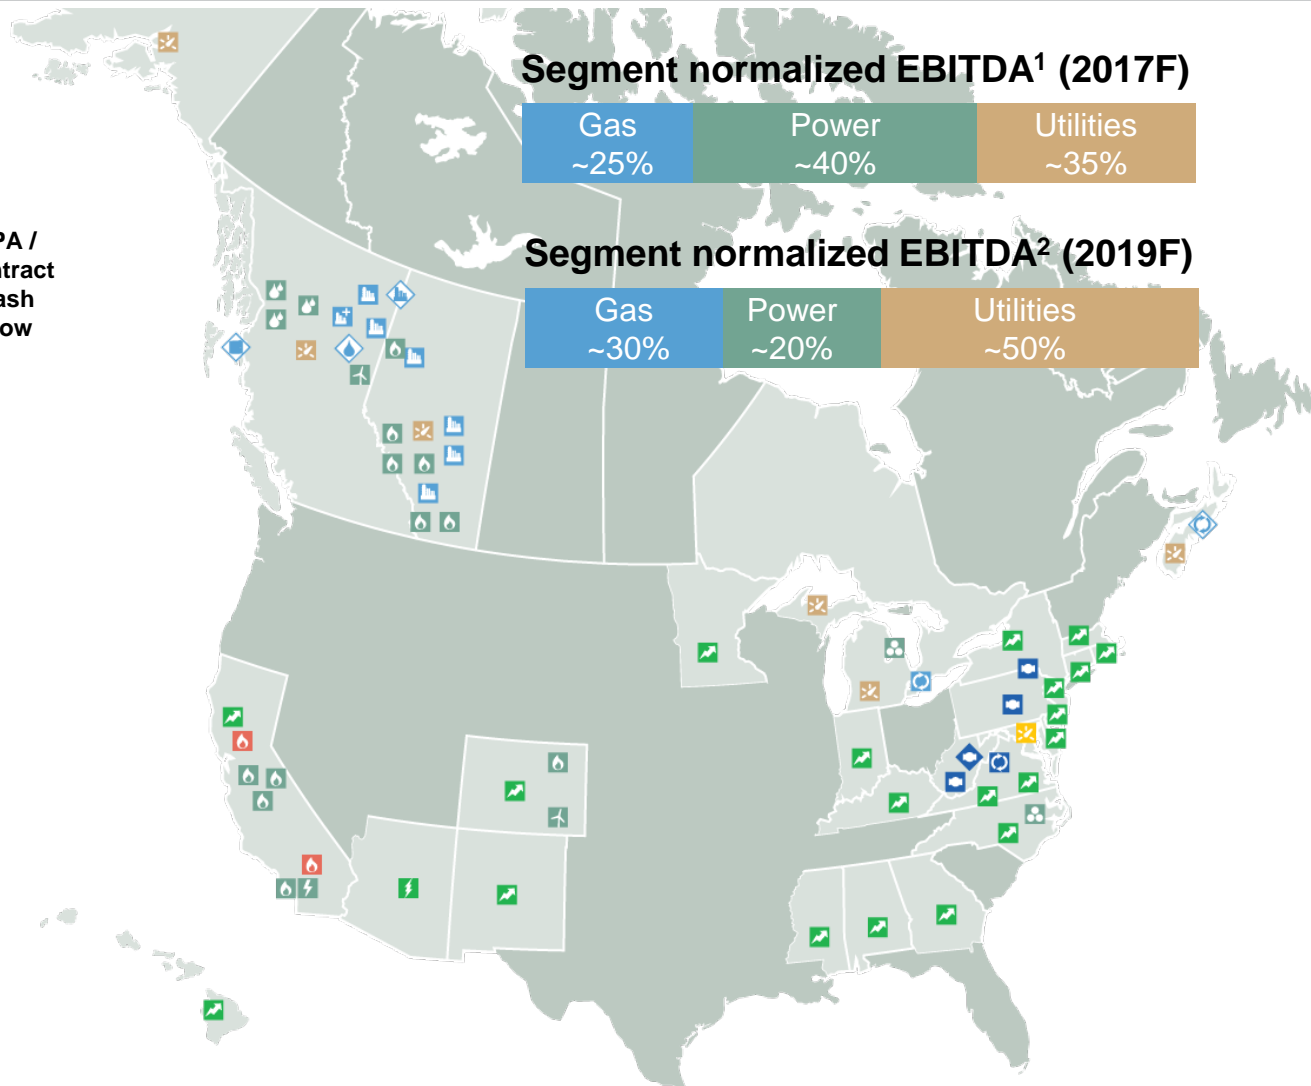 Segment normalized EBITDA¹ (2017F)
Gas Power Utilities
~25% ~40% ~35%
PA /
ntract
ash
ow
Segment normalized EBITDA² (2019F)
Gas Power Utilities
~30% ~20% ~50%